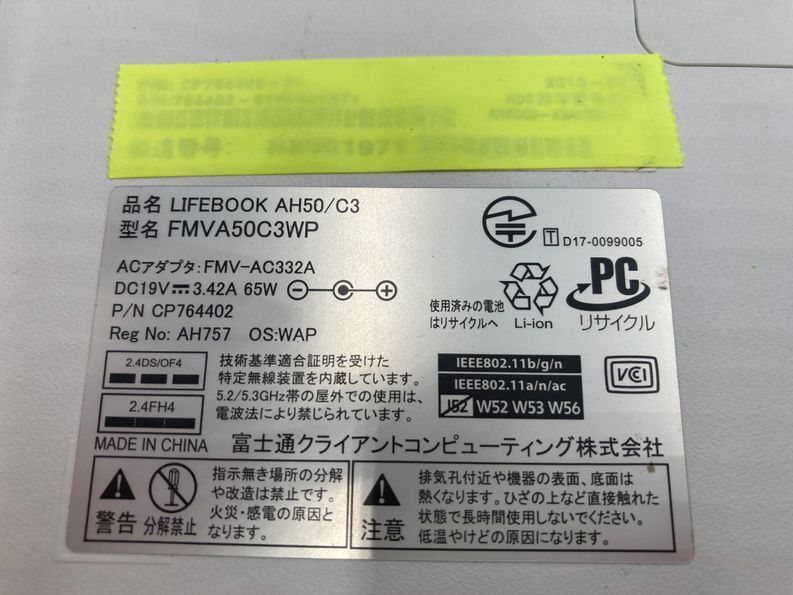 品名 LIFEBOOK AH50/C3
型名 FMVA50C3WP
T D17-0099005
ACアダプタ:FMV-AC332A
DC19V 3.42A 65W
P/N CP764402
Reg No: AH757 OS:WAP
使用済みの電池
はリサイクルへ
Li-ion
PC
リサイクル
2.4DS/OF4
2.4FH4
技術基準適合証明を受けた
特定無線装置を内蔵しています。
5.2/5.3GHz帯の屋外での使用は、
電波法により禁じられています。
IEEE802.11b/g/n
IEEE802.11a/n/ac
J52 W52 W53 W56
VCI
MADE IN CHINA
富士通クライアントコンピューティング株式会社
警告
分解禁止
指示無き場所の分解
や改造は禁止です。
火災・感電の原因と
なります。
注意
排気孔付近や機器の表面、底面は
熱くなります。ひざの上など直接触れた
状態で長時間使用しないでください。
低温やけどの原因になります。